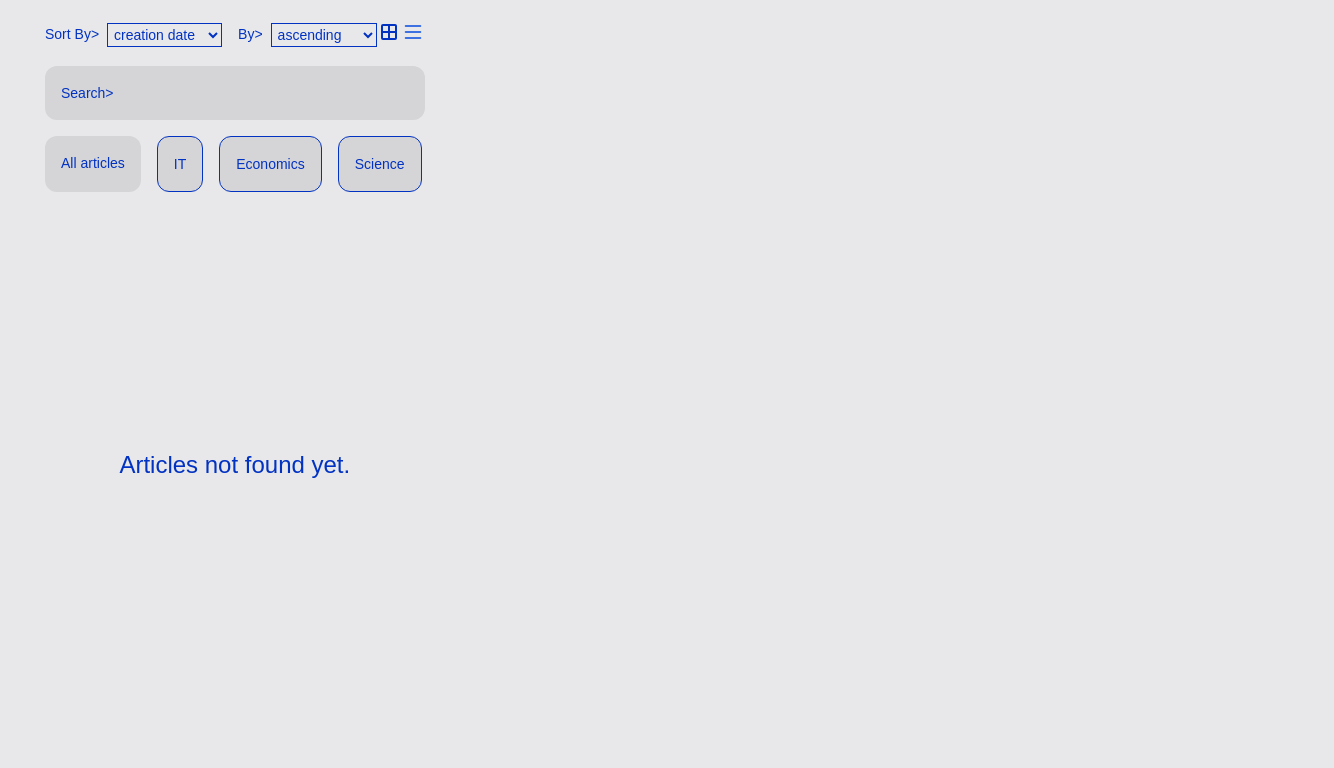 Sort By> creation date By> ascending
Search>
All articles IT Economics Science
Articles not found yet.